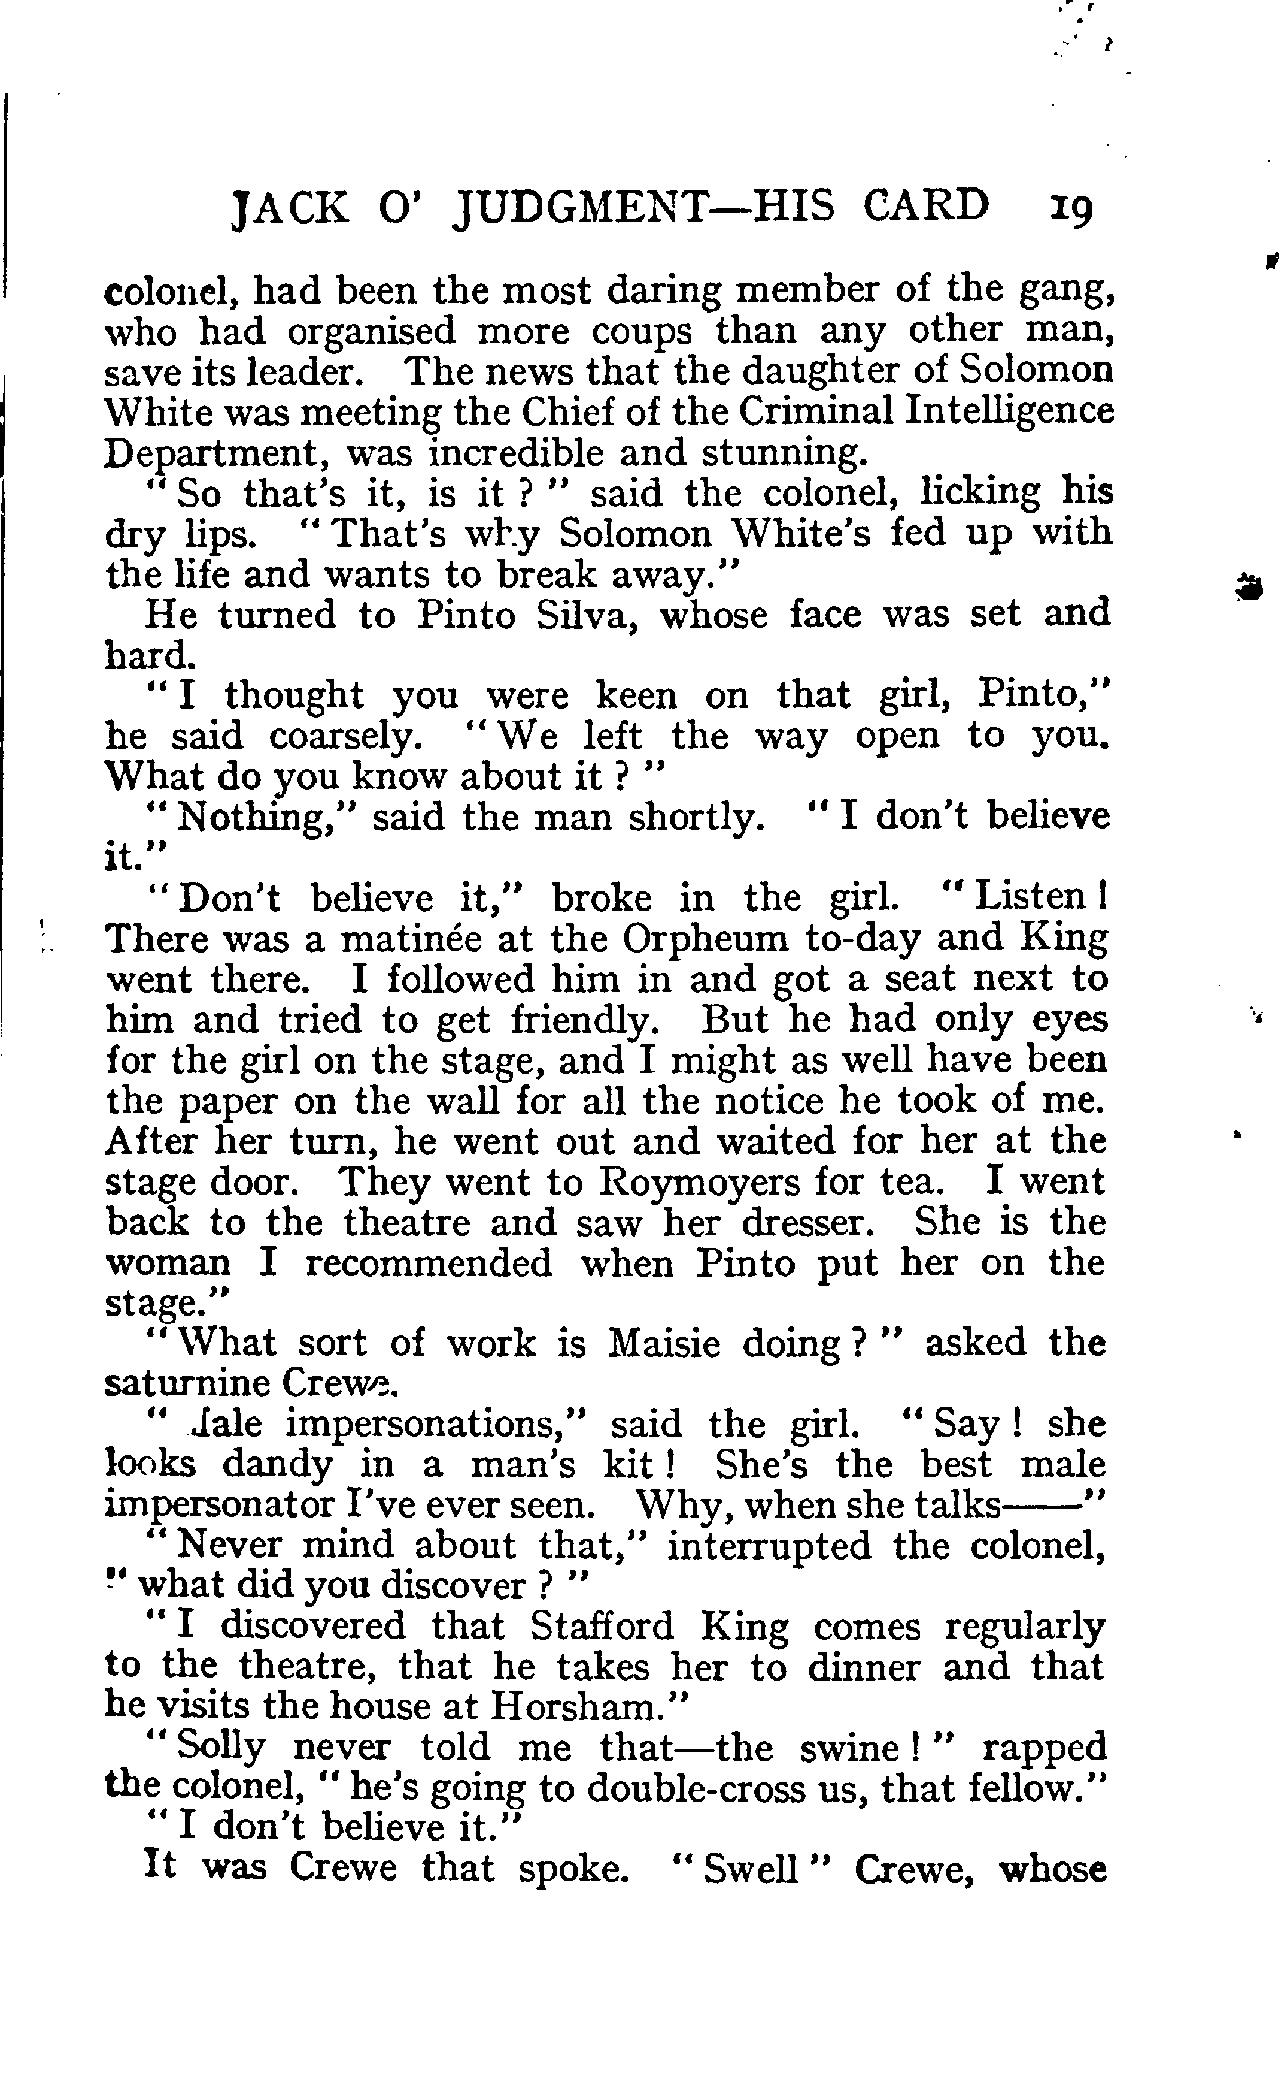 JACK O' JUDGMENT—HIS CARD 19
colonel, had been the most daring member of the gang,
who had organised more coups than any other man,
save its leader. The news that the daughter of Solomon
White was meeting the Chief of the Criminal Intelligence
Department, was incredible and stunning.
"So that's it, is it?" said the colonel, licking his
dry lips. "That's why Solomon White's fed up with
the life and wants to break away."
He turned to Pinto Silva, whose face was set and
hard.
"I thought you were keen on that girl, Pinto,"
he said coarsely. "We left the way open to you.
What do you know about it?"
"Nothing," said the man shortly. "I don't believe
it."
"Don't believe it," broke in the girl. "Listen!
There was a matinée at the Orpheum to-day and King
went there. I followed him in and got a seat next to
him and tried to get friendly. But he had only eyes
for the girl on the stage, and I might as well have been
the paper on the wall for all the notice he took of me.
After her turn, he went out and waited for her at the
stage door. They went to Roymoyers for tea. I went
back to the theatre and saw her dresser. She is the
woman I recommended when Pinto put her on the
stage."
"What sort of work is Maisie doing?" asked the
saturnine Crewe.
"Male impersonations," said the girl. "Say! she
looks dandy in a man's kit! She's the best male
impersonator I've ever seen. Why, when she talks——"
"Never mind about that," interrupted the colonel,
"what did you discover?"
"I discovered that Stafford King comes regularly
to the theatre, that he takes her to dinner and that
he visits the house at Horsham."
"Solly never told me that—the swine!" rapped
the colonel, "he's going to double-cross us, that fellow."
"I don't believe it."
It was Crewe that spoke. "Swell" Crewe, whose